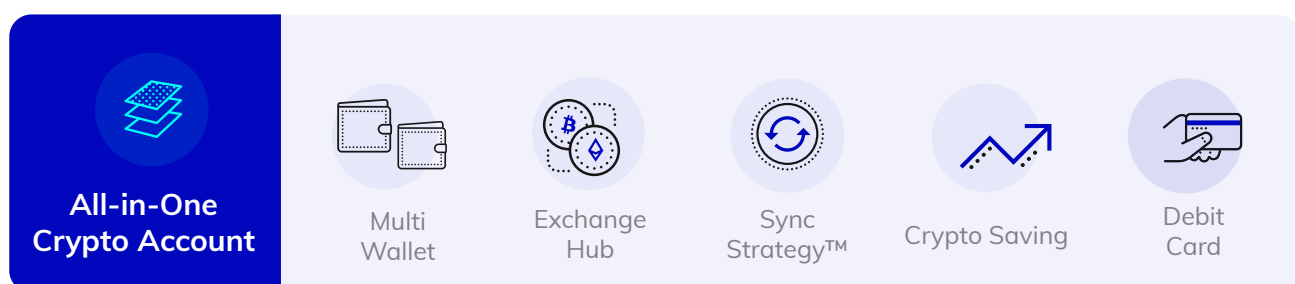 All-in-One
Crypto Account
Multi
Wallet
Exchange
Hub
Sync
Strategy™
Crypto Saving
Debit
Card